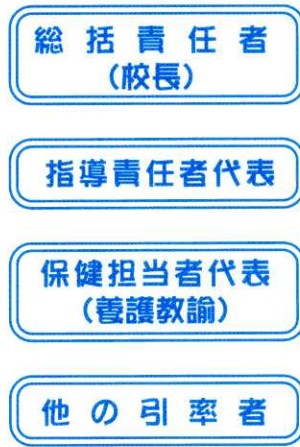 総括責任者
(校長)
指導責任者代表
保健担当者代表
(養護教諭)
他の引率者